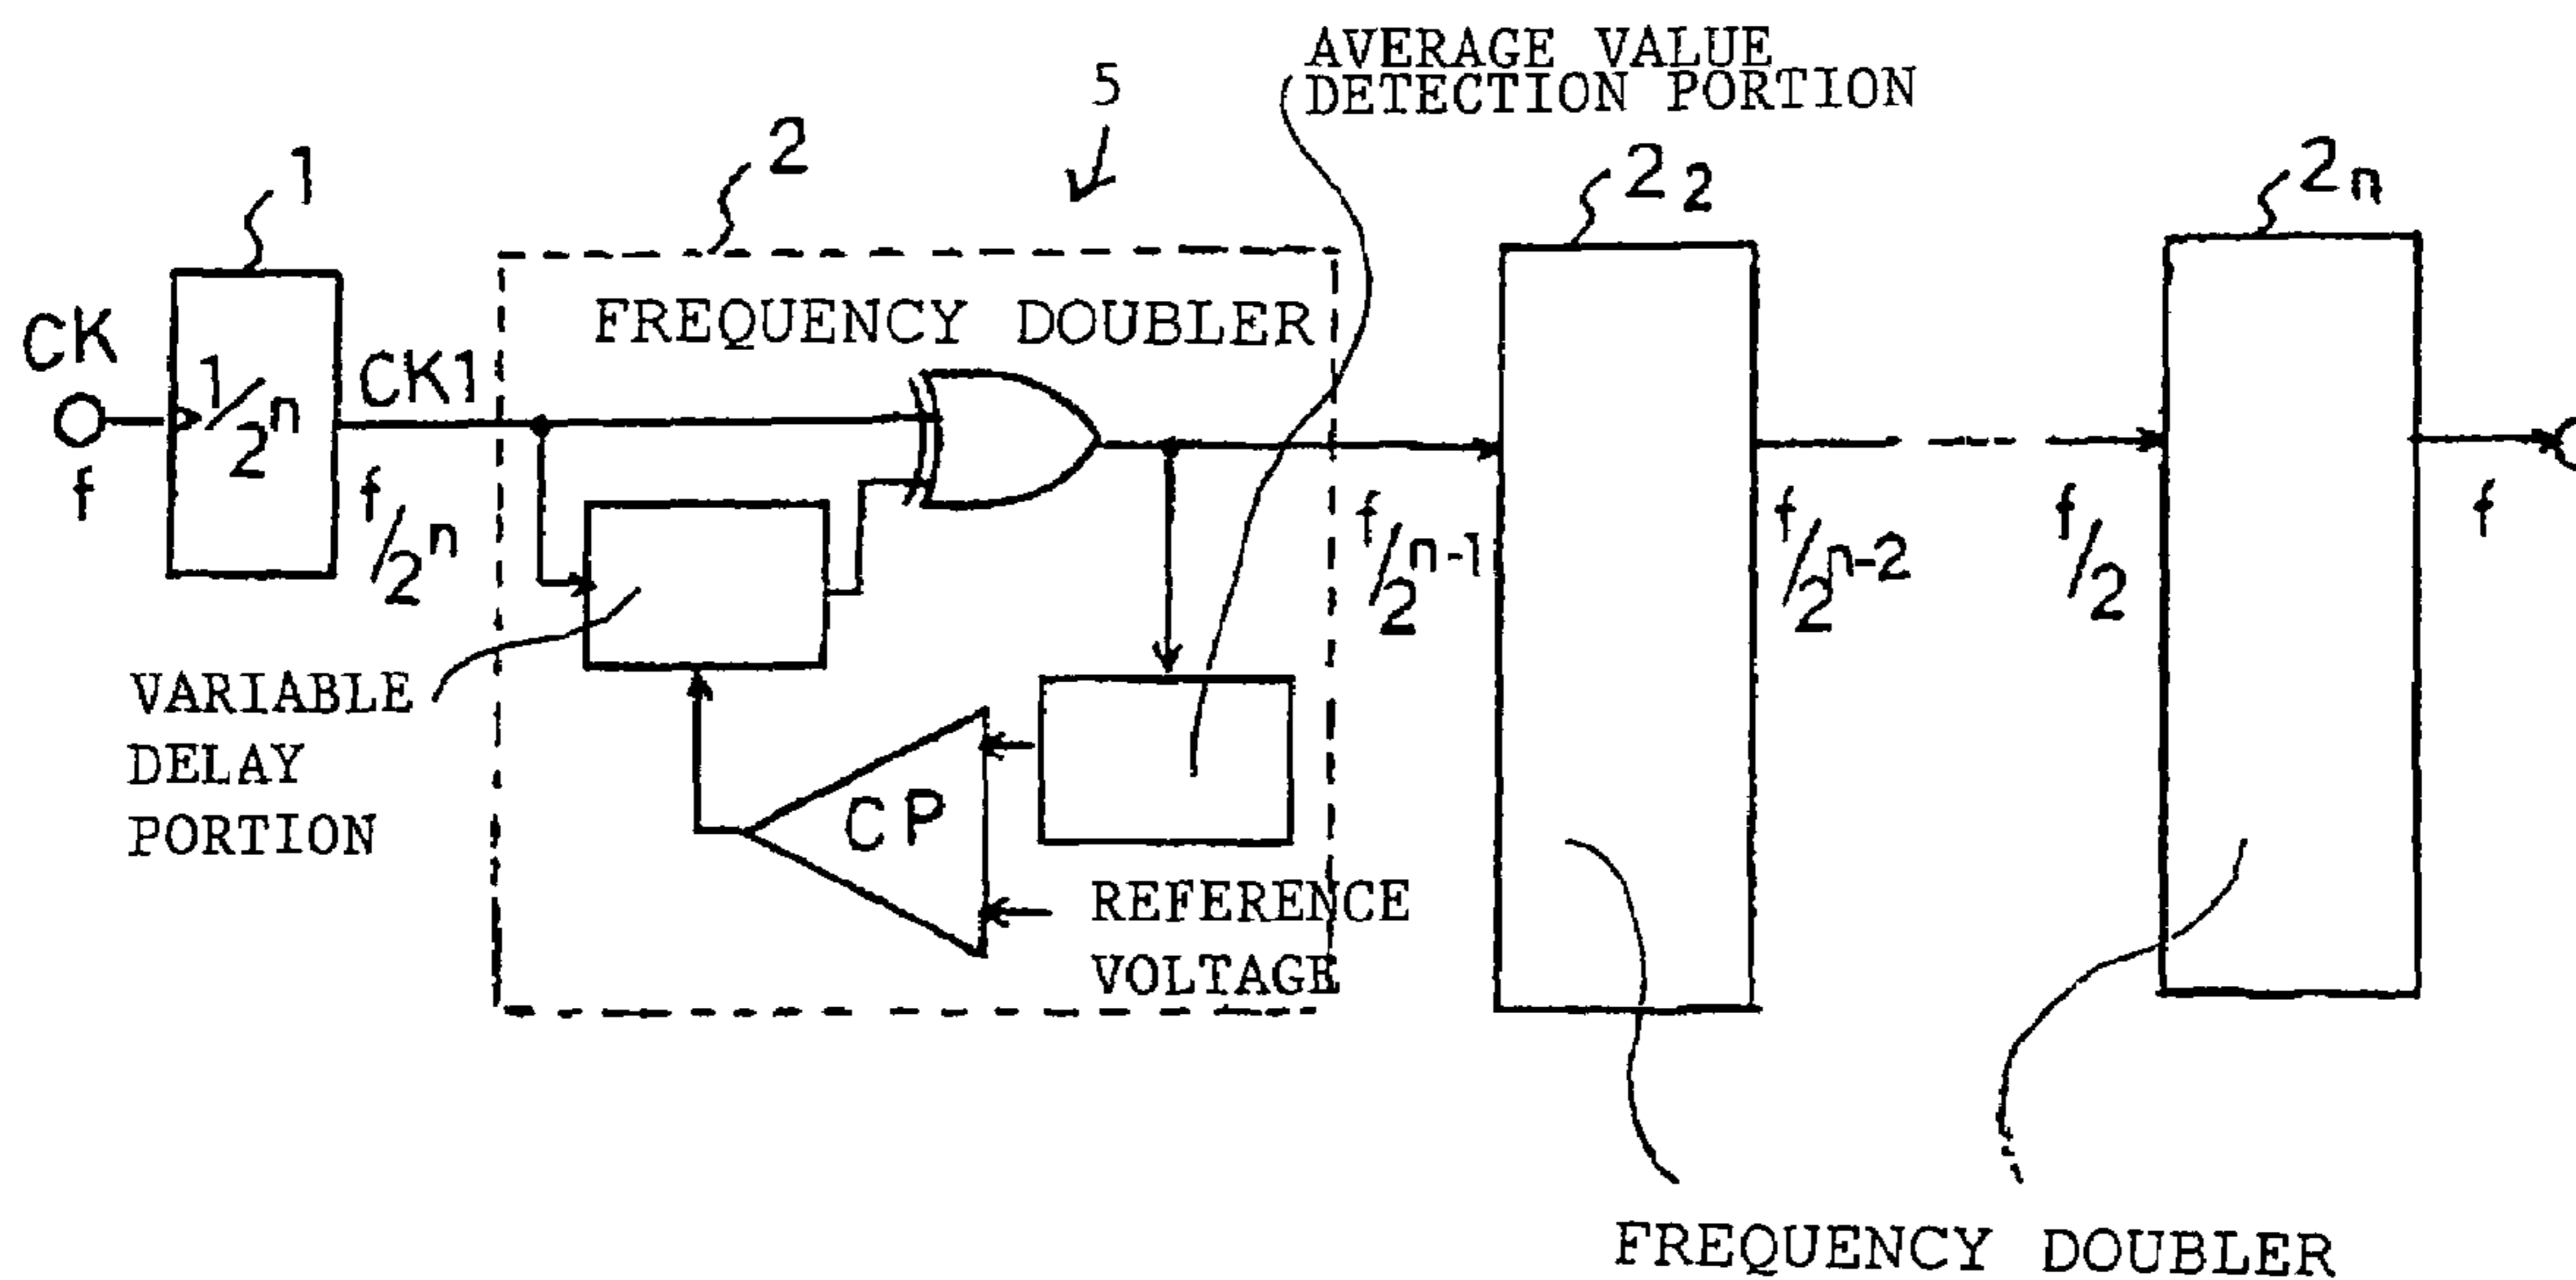 AVERAGE VALUE
DETECTION PORTION
5
2
2₂
2ₙ
1
FREQUENCY DOUBLER
CK
f
1/2ⁿ
CK1
f/2ⁿ
f/2ⁿ⁻¹
f/2ⁿ⁻²
f/2
f
VARIABLE
DELAY
PORTION
CP
REFERENCE
VOLTAGE
FREQUENCY DOUBLER